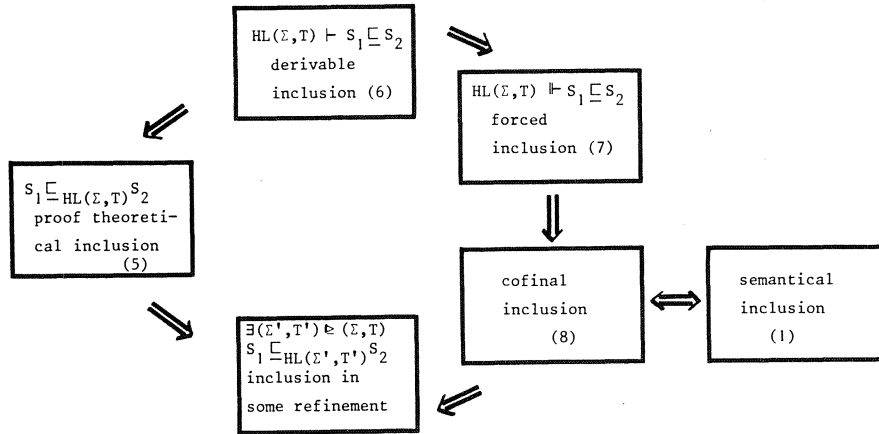 HL(Σ,T) ⊢ S₁ ⊑ S₂
derivable
inclusion (6)
HL(Σ,T) ⊩ S₁ ⊑ S₂
forced
inclusion (7)
S₁ ⊑ HL(Σ,T) S₂
proof theoreti-
cal inclusion
(5)
cofinal
inclusion
(8)
semantical
inclusion
(1)
∃(Σ',T') ⊵ (Σ,T)
S₁ ⊑ HL(Σ',T') S₂
inclusion in
some refinement